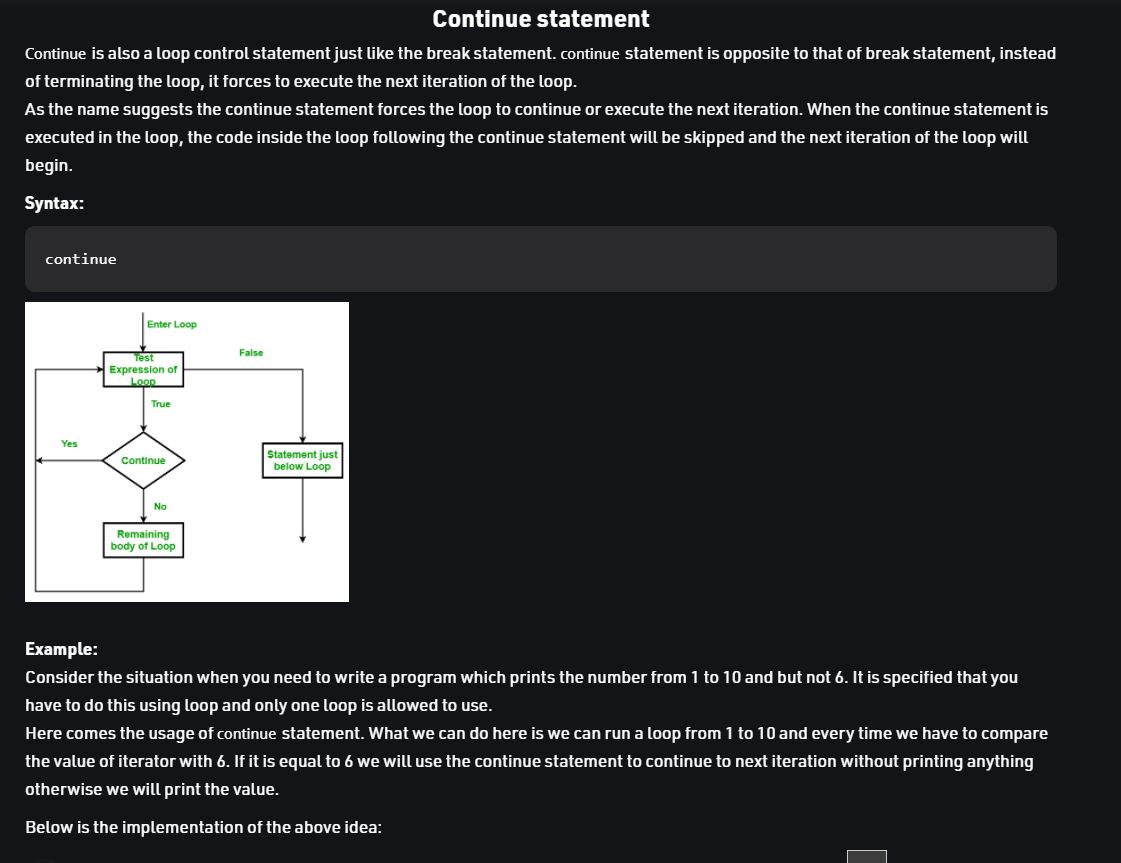 Continue statement
Continue is also a loop control statement just like the break statement. continue statement is opposite to that of break statement, instead
of terminating the loop, it forces to execute the next iteration of the loop.
As the name suggests the continue statement forces the loop to continue or execute the next iteration. When the continue statement is
executed in the loop, the code inside the loop following the continue statement will be skipped and the next iteration of the loop will
begin.
Syntax:
continue
Enter Loop
Test
Expression of
Loop
False
True
Yes
Continue
Statement just
below Loop
No
Remaining
body of Loop
Example:
Consider the situation when you need to write a program which prints the number from 1 to 10 and but not 6. It is specified that you
have to do this using loop and only one loop is allowed to use.
Here comes the usage of continue statement. What we can do here is we can run a loop from 1 to 10 and every time we have to compare
the value of iterator with 6. If it is equal to 6 we will use the continue statement to continue to next iteration without printing anything
otherwise we will print the value.
Below is the implementation of the above idea: